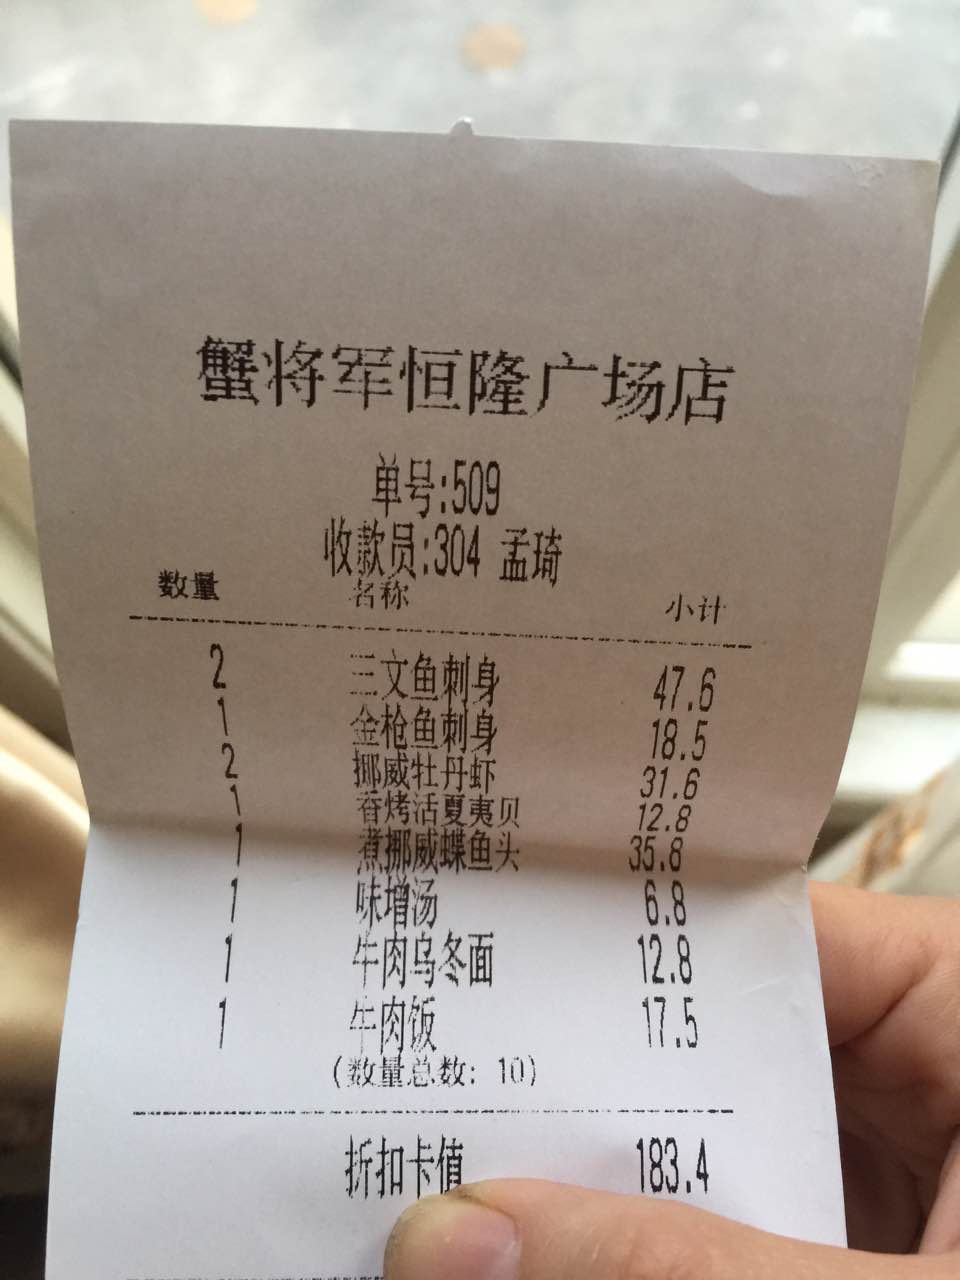 蟹将军恒隆广场店
单号:509
收款员:304 孟琦
数量 名称 小计
2 三文鱼刺身 47.6
1 金枪鱼刺身 18.5
2 挪威牡丹虾 31.6
1 香烤活夏夷贝 12.8
1 煮挪威蝶鱼头 35.8
1 味增汤 6.8
1 牛肉乌冬面 12.8
1 牛肉饭 17.5
(数量总数: 10)
折扣卡值 183.4